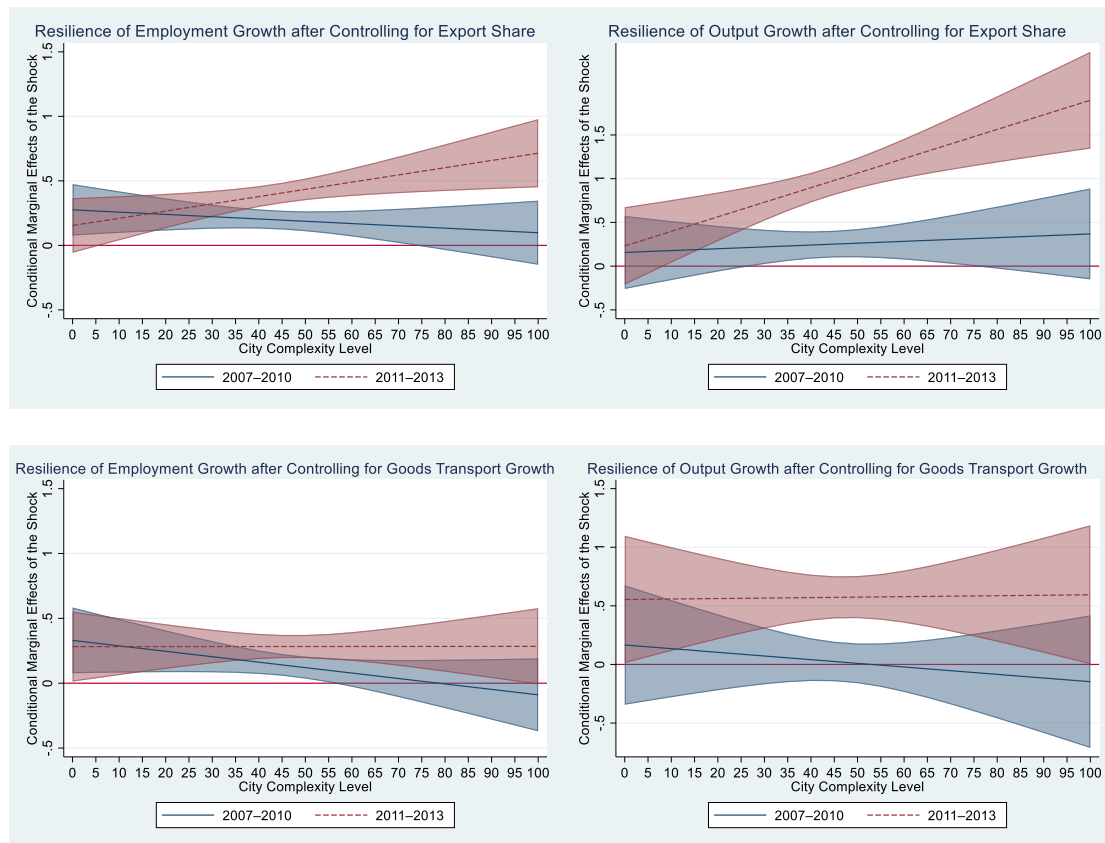 Resilience of Employment Growth after Controlling for Export Share
Conditional Marginal Effects of the Shock
1.5
1
.5
0
-.5
0 5 10 15 20 25 30 35 40 45 50 55 60 65 70 75 80 85 90 95 100
City Complexity Level
2007–2010 2011–2013
Resilience of Output Growth after Controlling for Export Share
Conditional Marginal Effects of the Shock
1.5
1
.5
0
-.5
0 5 10 15 20 25 30 35 40 45 50 55 60 65 70 75 80 85 90 95 100
City Complexity Level
2007–2010 2011–2013
Resilience of Employment Growth after Controlling for Goods Transport Growth
Conditional Marginal Effects of the Shock
1.5
1
.5
0
-.5
0 5 10 15 20 25 30 35 40 45 50 55 60 65 70 75 80 85 90 95 100
City Complexity Level
2007–2010 2011–2013
Resilience of Output Growth after Controlling for Goods Transport Growth
Conditional Marginal Effects of the Shock
1.5
1
.5
0
-.5
0 5 10 15 20 25 30 35 40 45 50 55 60 65 70 75 80 85 90 95 100
City Complexity Level
2007–2010 2011–2013